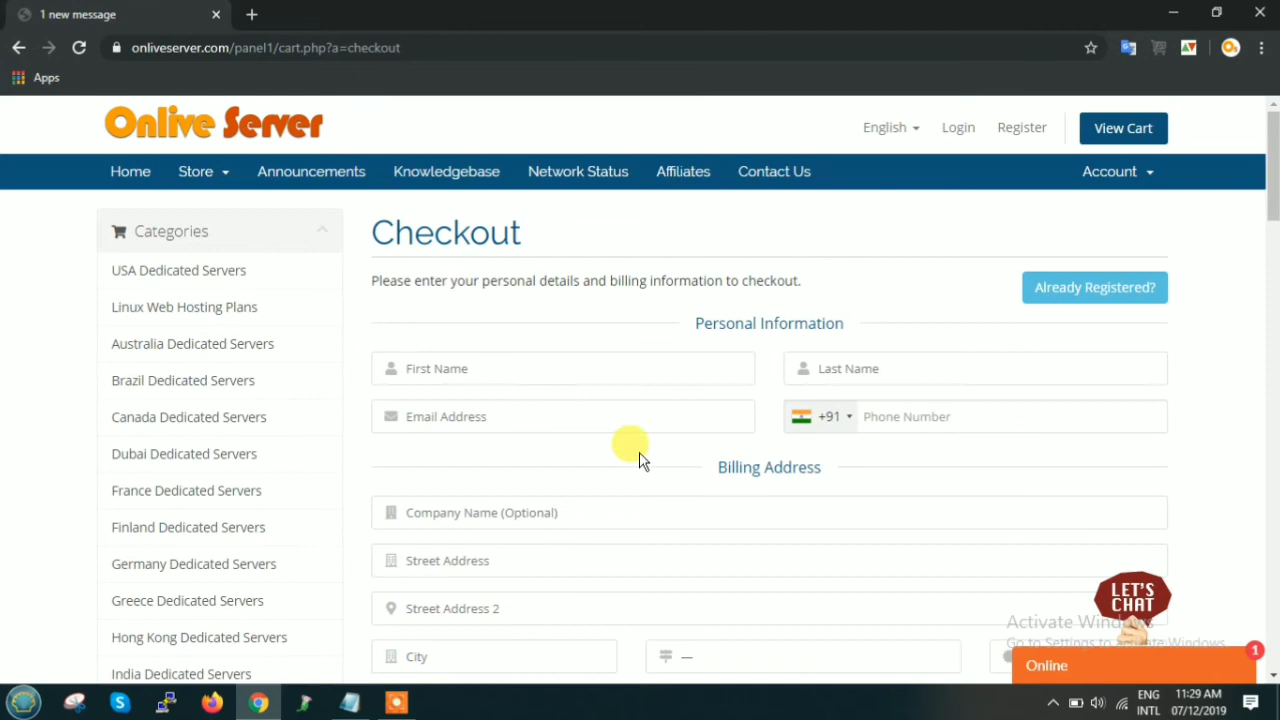 1 new message
onliveserver.com/panel1/cart.php?a=checkout
Apps
Onlive Server
English
Login
Register
View Cart
Home
Store
Announcements
Knowledgebase
Network Status
Affiliates
Contact Us
Account
Categories
USA Dedicated Servers
Linux Web Hosting Plans
Australia Dedicated Servers
Brazil Dedicated Servers
Canada Dedicated Servers
Dubai Dedicated Servers
France Dedicated Servers
Finland Dedicated Servers
Germany Dedicated Servers
Greece Dedicated Servers
Hong Kong Dedicated Servers
India Dedicated Servers
Checkout
Please enter your personal details and billing information to checkout.
Already Registered?
Personal Information
First Name
Last Name
Email Address
+91
Phone Number
Billing Address
Company Name (Optional)
Street Address
Street Address 2
City
—
LET'S
CHAT
Activate Windows
Go to Settings to activate Windows.
Online
1
ENG
INTL
11:29 AM
07/12/2019